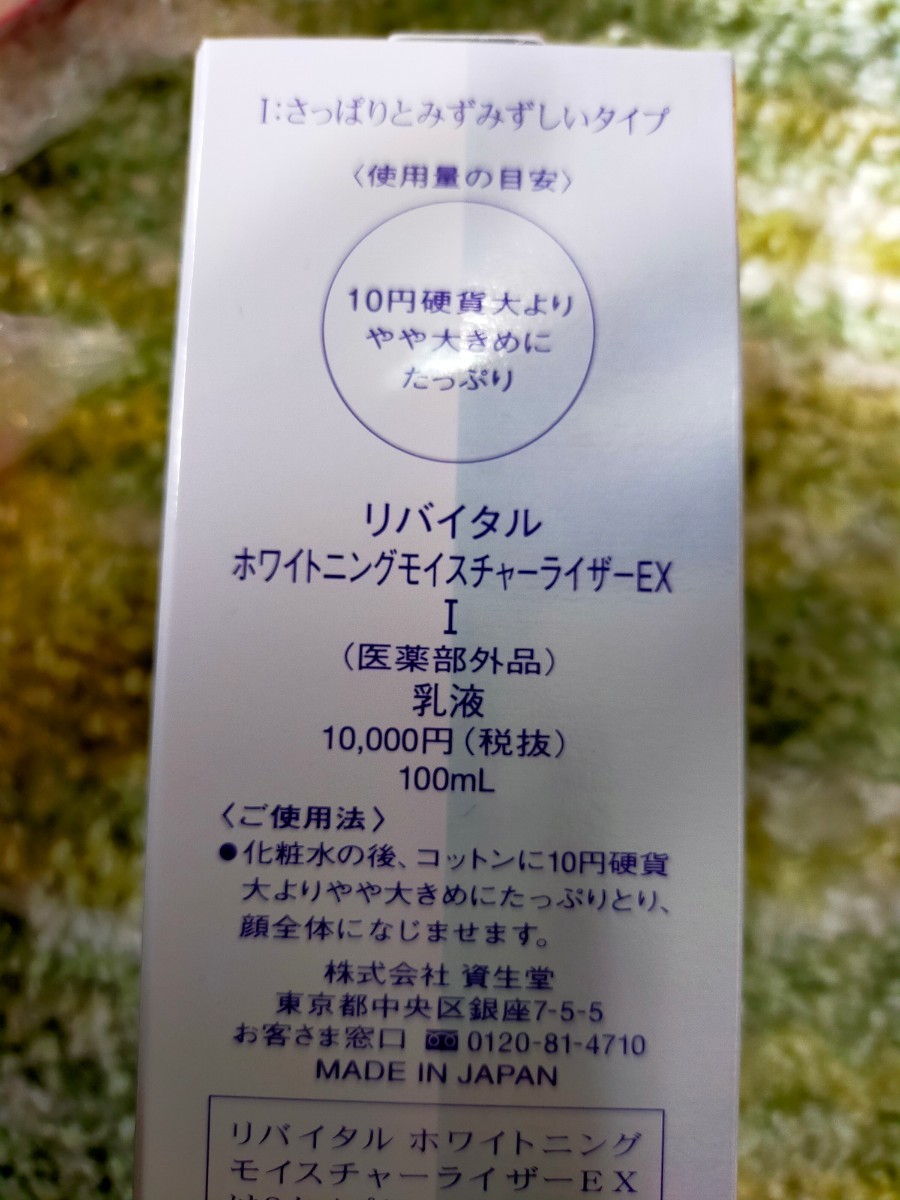 I:さっぱりとみずみずしいタイプ
〈使用量の目安〉
10円硬貨大より
やや大きめに
たっぷり
リバイタル
ホワイトニングモイスチャーライザーEX
I
(医薬部外品)
乳液
10,000円(税抜)
100mL
〈ご使用法〉
●化粧水の後、コットンに10円硬貨
大よりやや大きめにたっぷりとり、
顔全体になじませます。
株式会社 資生堂
東京都中央区銀座7-5-5
お客さま窓口 0120-81-4710
MADE IN JAPAN
リバイタル ホワイトニング
モイスチャーライザーEX